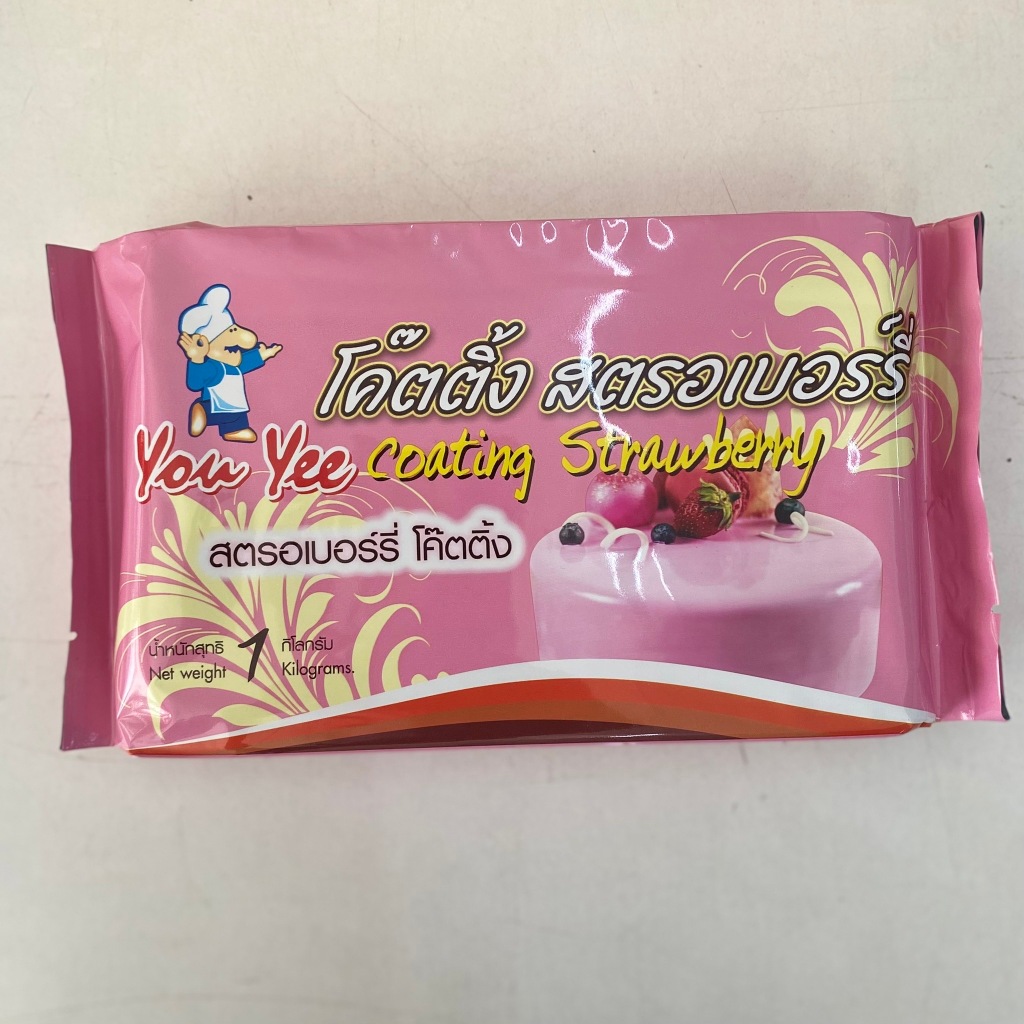 โค๊ตติ้ง สตรอเบอร์รี่
You Yee coating Strawberry
สตรอเบอร์รี่ โค๊ตติ้ง
น้ำหนักสุทธิ 1 กิโลกรัม
Net weight Kilograms.